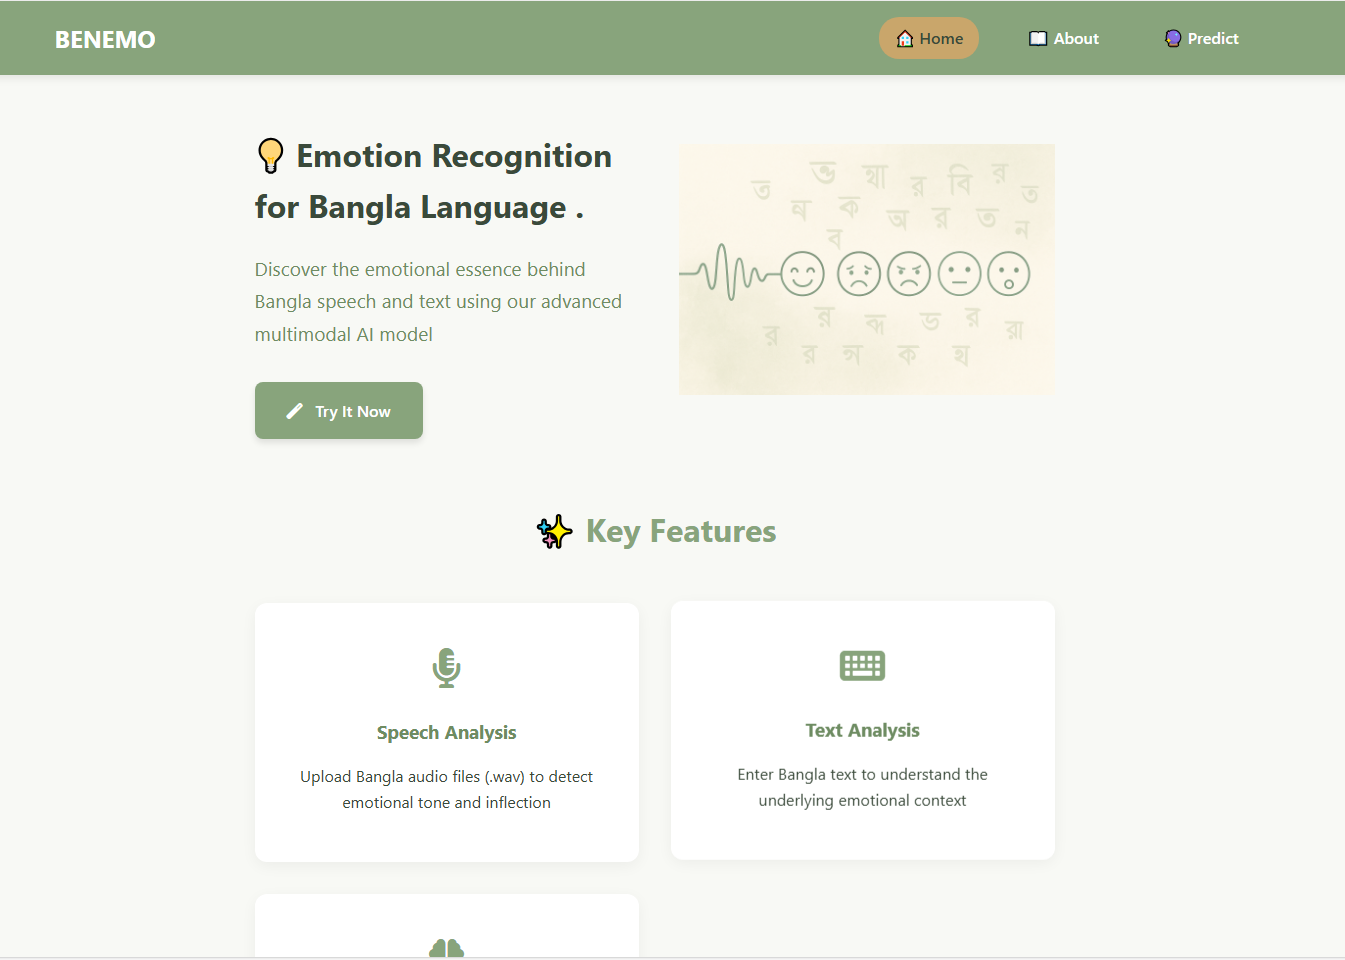 BENEMO
🏠 Home
📖 About
🔮 Predict
💡 Emotion Recognition
for Bangla Language .
Discover the emotional essence behind
Bangla speech and text using our advanced
multimodal AI model
Try It Now
ত ভ র বি র ত
ক অ র ত ন
ব
র ভ র
র র ক
✨ Key Features
Speech Analysis
Upload Bangla audio files (.wav) to detect
emotional tone and inflection
Text Analysis
Enter Bangla text to understand the
underlying emotional context